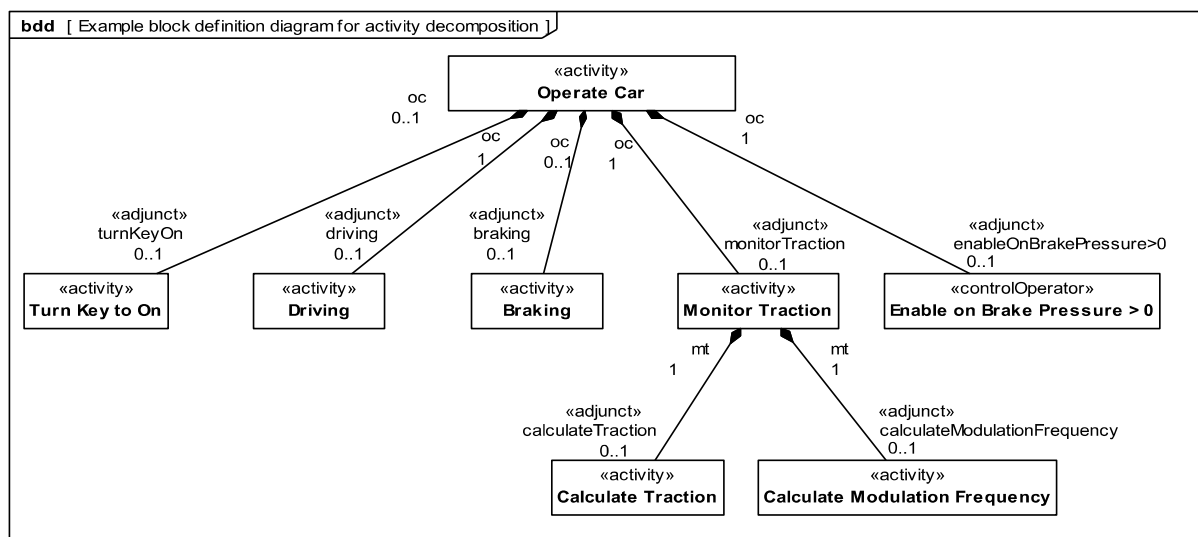 bdd [ Example block definition diagram for activity decomposition ]
«activity»
Operate Car
oc
0..1
oc
1
oc
0..1
oc
1
oc
1
«adjunct»
turnKeyOn
0..1
«adjunct»
driving
0..1
«adjunct»
braking
0..1
«adjunct»
monitorTraction
0..1
«adjunct»
enableOnBrakePressure>0
0..1
«activity»
Turn Key to On
«activity»
Driving
«activity»
Braking
«activity»
Monitor Traction
«controlOperator»
Enable on Brake Pressure > 0
mt
1
mt
1
«adjunct»
calculateTraction
0..1
«adjunct»
calculateModulationFrequency
0..1
«activity»
Calculate Traction
«activity»
Calculate Modulation Frequency